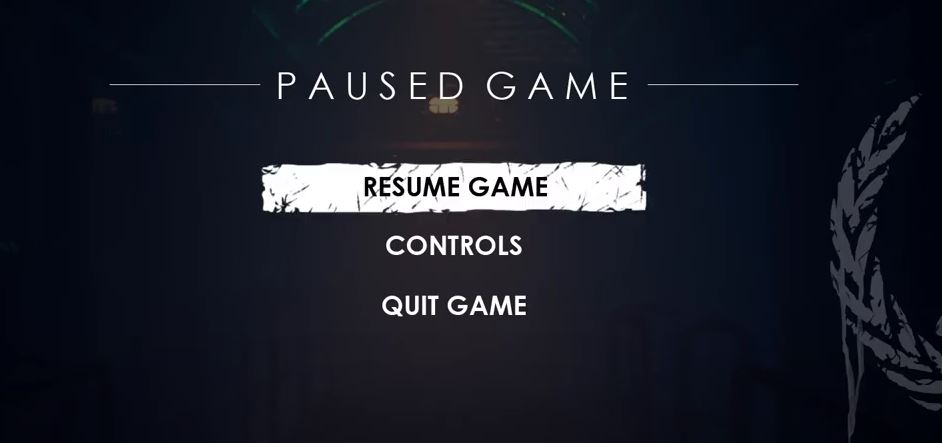 PAUSED GAME
RESUME GAME
CONTROLS
QUIT GAME